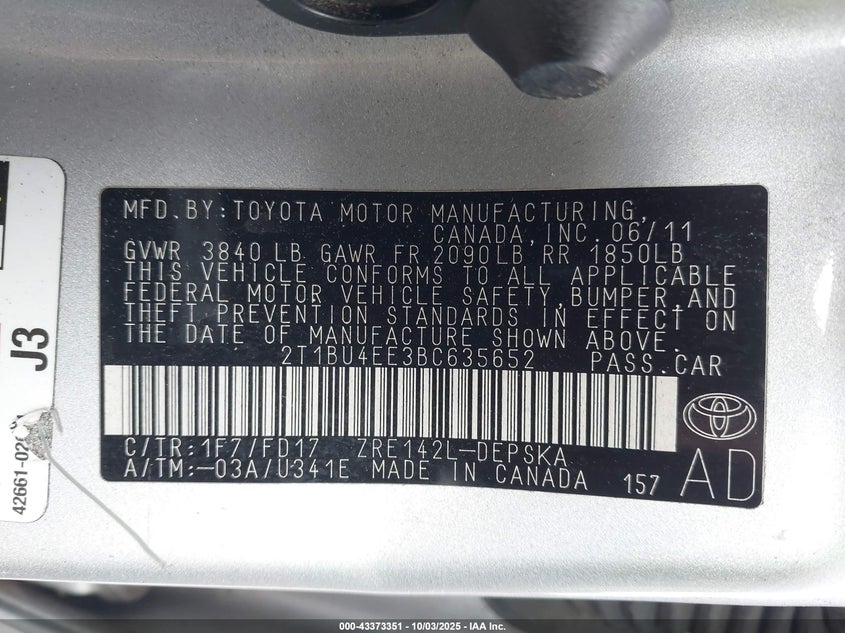 MFD.BY:TOYOTA MOTOR MANUFACTURING,
CANADA,INC. 06/11
GVWR 3840 LB GAWR FR 2090LB RR 1850LB
THIS VEHICLE CONFORMS TO ALL APPLICABLE
FEDERAL MOTOR VEHICLE SAFETY,BUMPER,AND
THEFT PREVENTION STANDARDS IN EFFECT ON
THE DATE OF MANUFACTURE SHOWN ABOVE.
2T1BU4EE3BC635652 PASS.CAR
C/TR:1F7/FD17 ZRE142L-DEPSKA
A/TM:-03A/U341E MADE IN CANADA 157 AD
J3
000-43373351 | 10/03/2025 - IAA Inc.